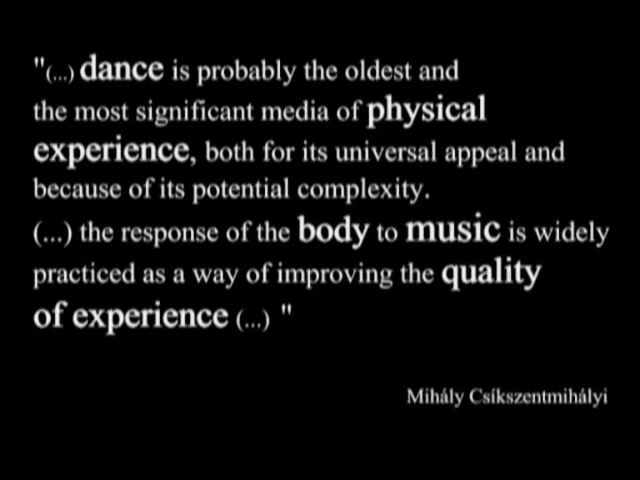 "(...) dance is probably the oldest and
the most significant media of physical
experience, both for its universal appeal and
because of its potential complexity.
(...) the response of the body to music is widely
practiced as a way of improving the quality
of experience (...) "
Mihály Csíkszentmihályi